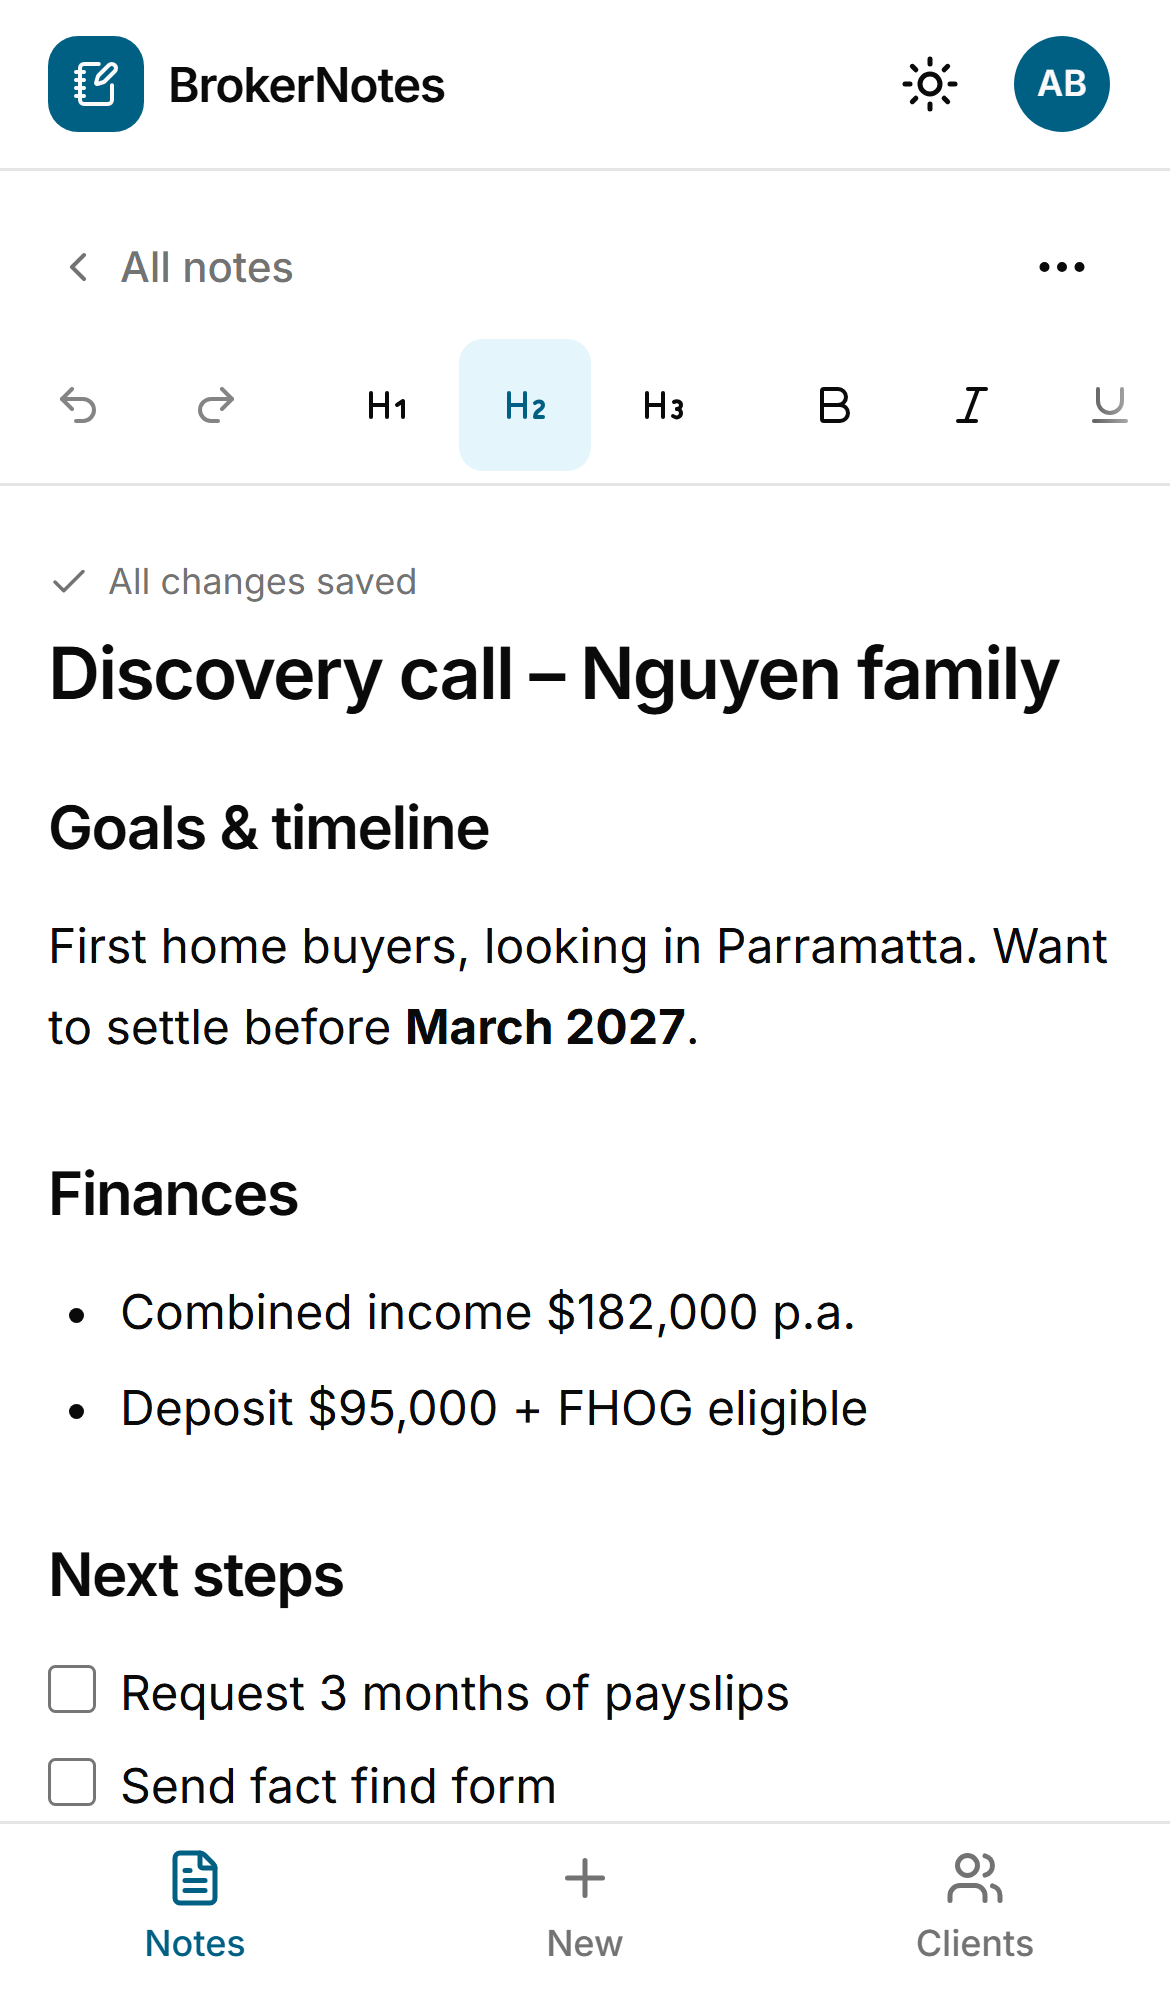 BrokerNotes
AB
All notes
H1 H2 H3 B I U
All changes saved
Discovery call – Nguyen family
Goals & timeline
First home buyers, looking in Parramatta. Want
to settle before March 2027.
Finances
• Combined income $182,000 p.a.
• Deposit $95,000 + FHOG eligible
Next steps
Request 3 months of payslips
Send fact find form
Notes
New
Clients